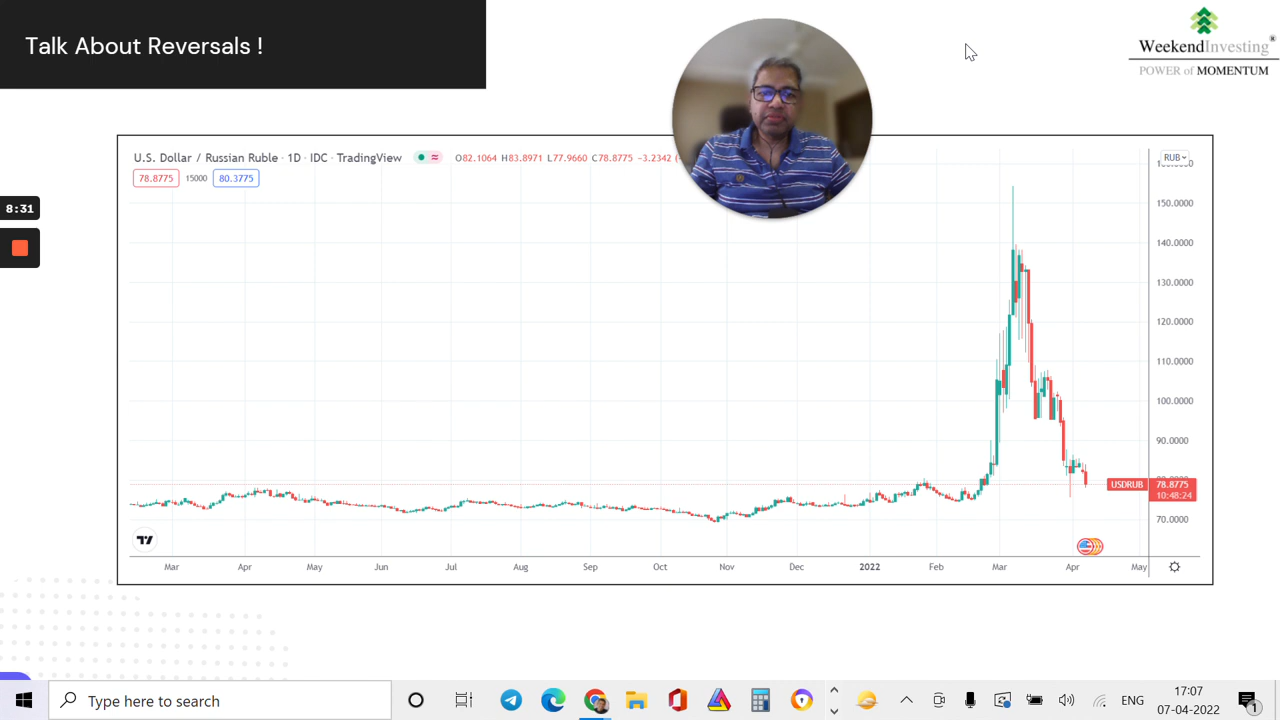 Talk About Reversals !
WeekendInvesting
POWER of MOMENTUM
U.S. Dollar / Russian Ruble · 1D · IDC · TradingView
O82.1064 H83.8971 L77.9660 C78.8775 −3.2342
RUB
78.8775 15000 80.3775
8:31
150.0000
140.0000
130.0000
120.0000
110.0000
100.0000
90.0000
USDRUB 78.8775
10:48:24
70.0000
Mar Apr May Jun Jul Aug Sep Oct Nov Dec 2022 Feb Mar Apr May
Type here to search
ENG
17:07
07-04-2022
1